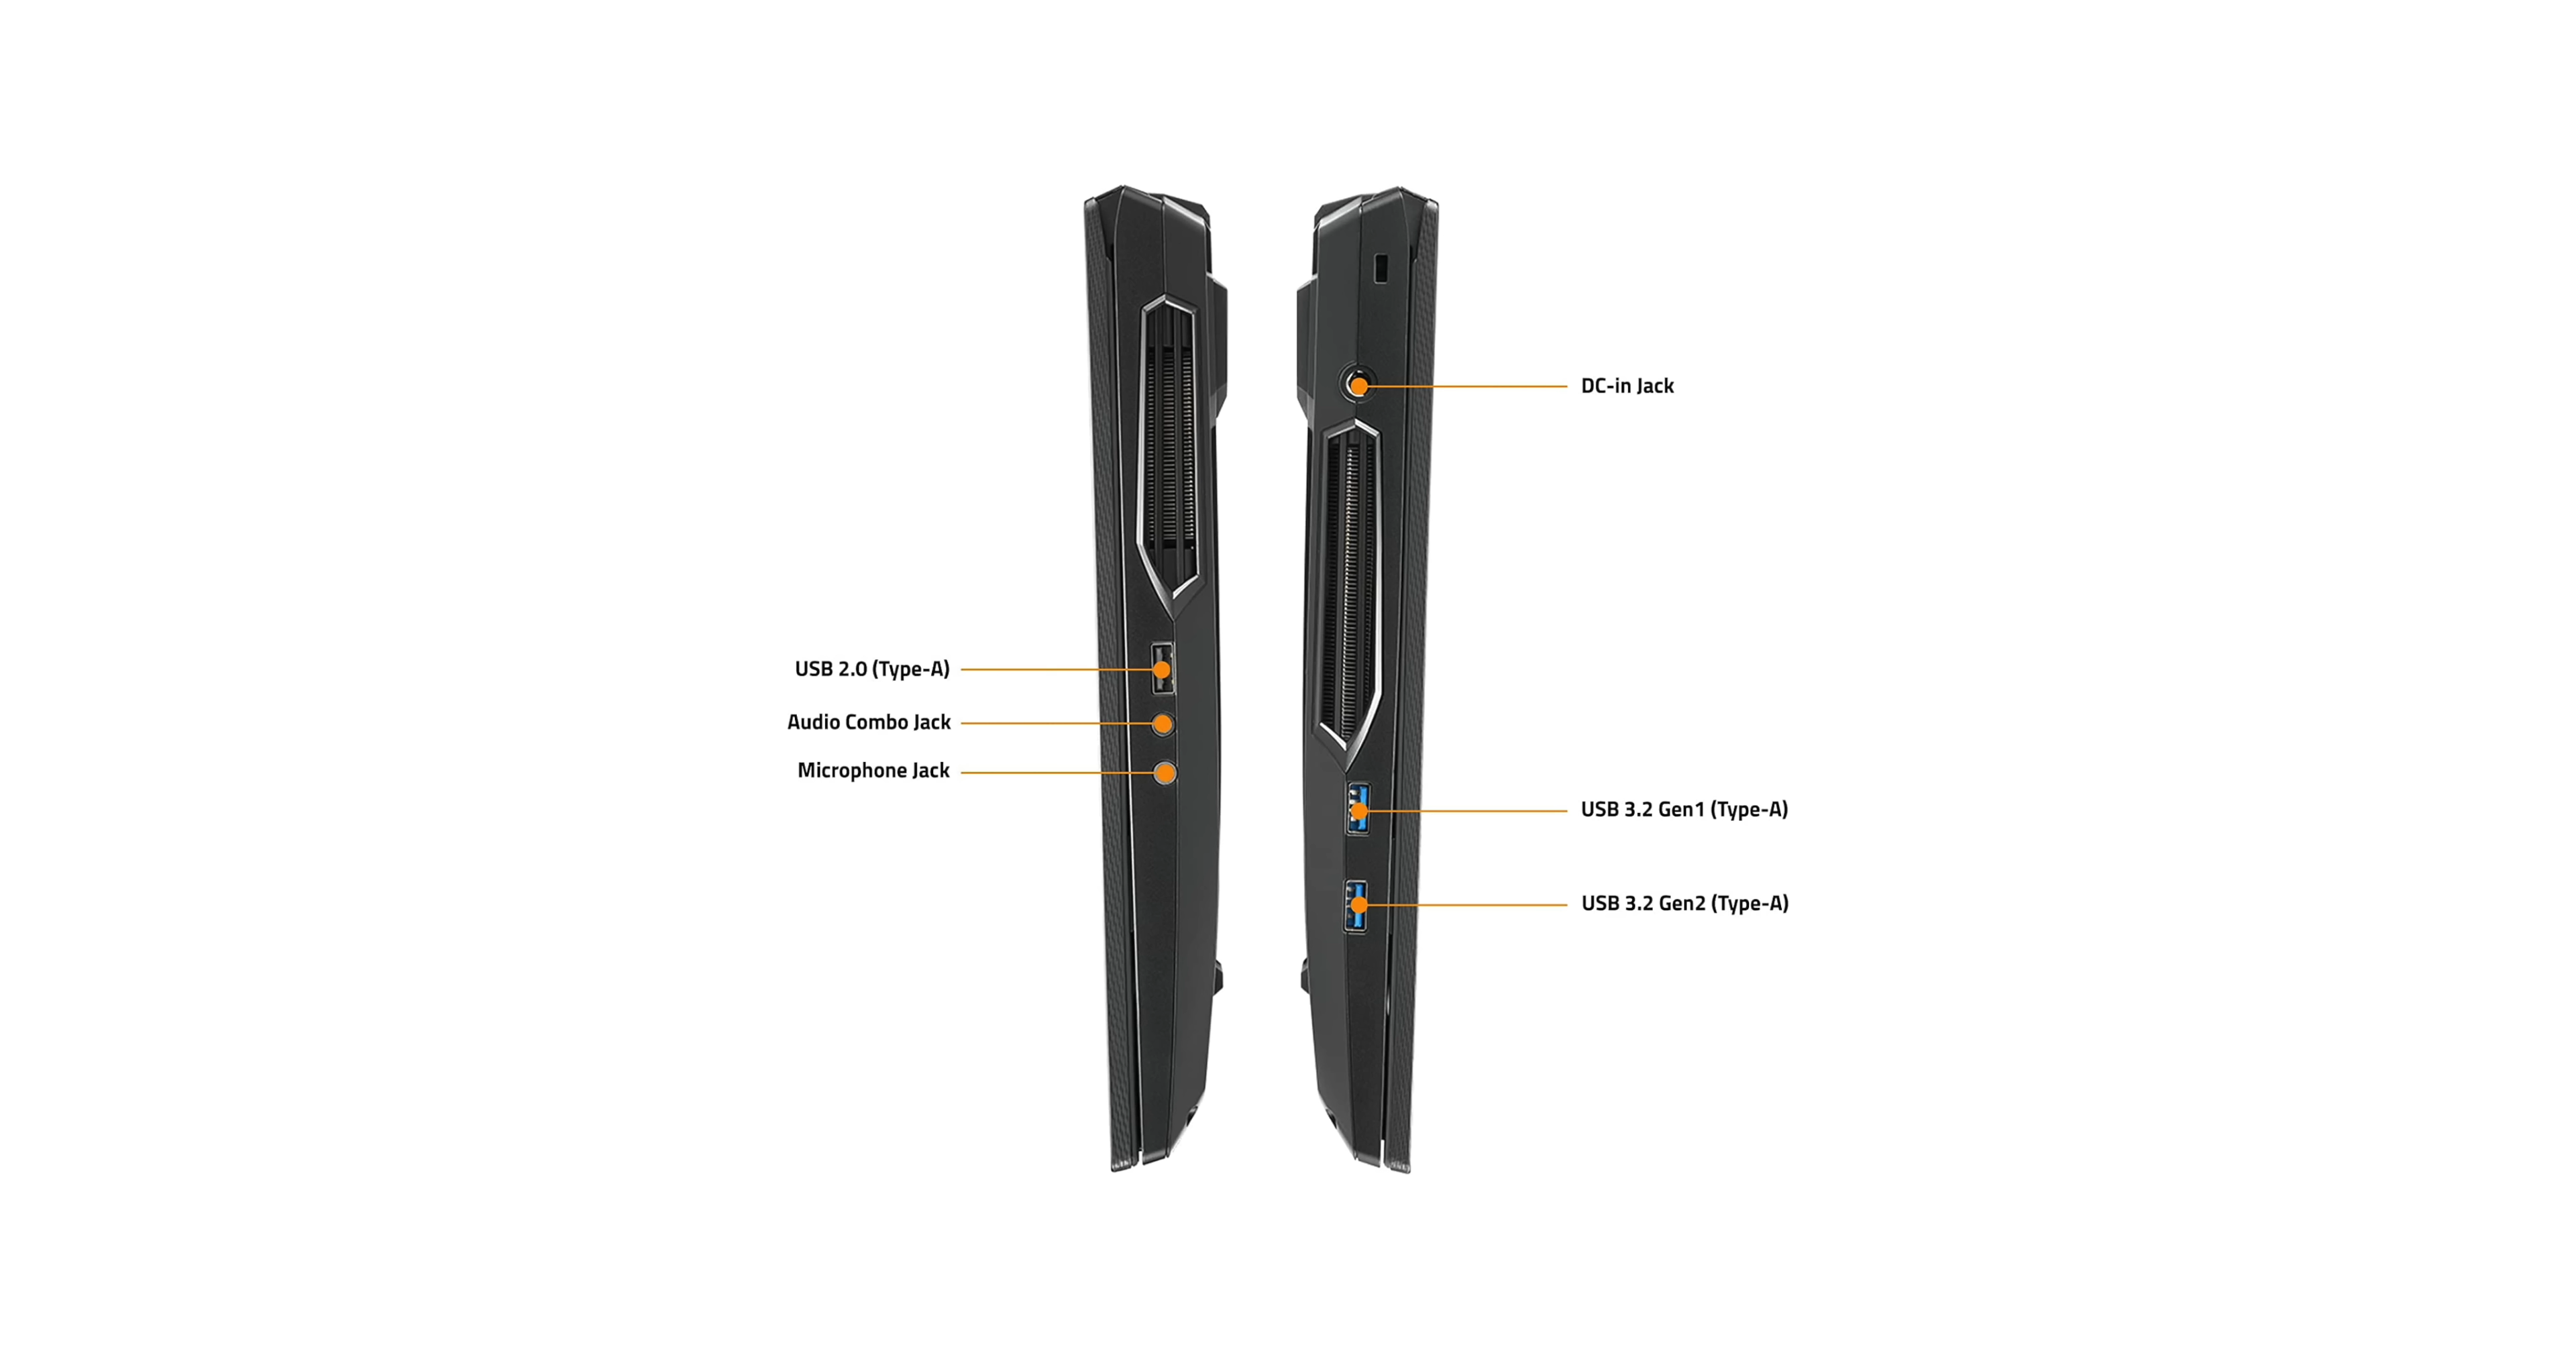 DC-in Jack
USB 2.0 (Type-A)
Audio Combo Jack
Microphone Jack
USB 3.2 Gen1 (Type-A)
USB 3.2 Gen2 (Type-A)